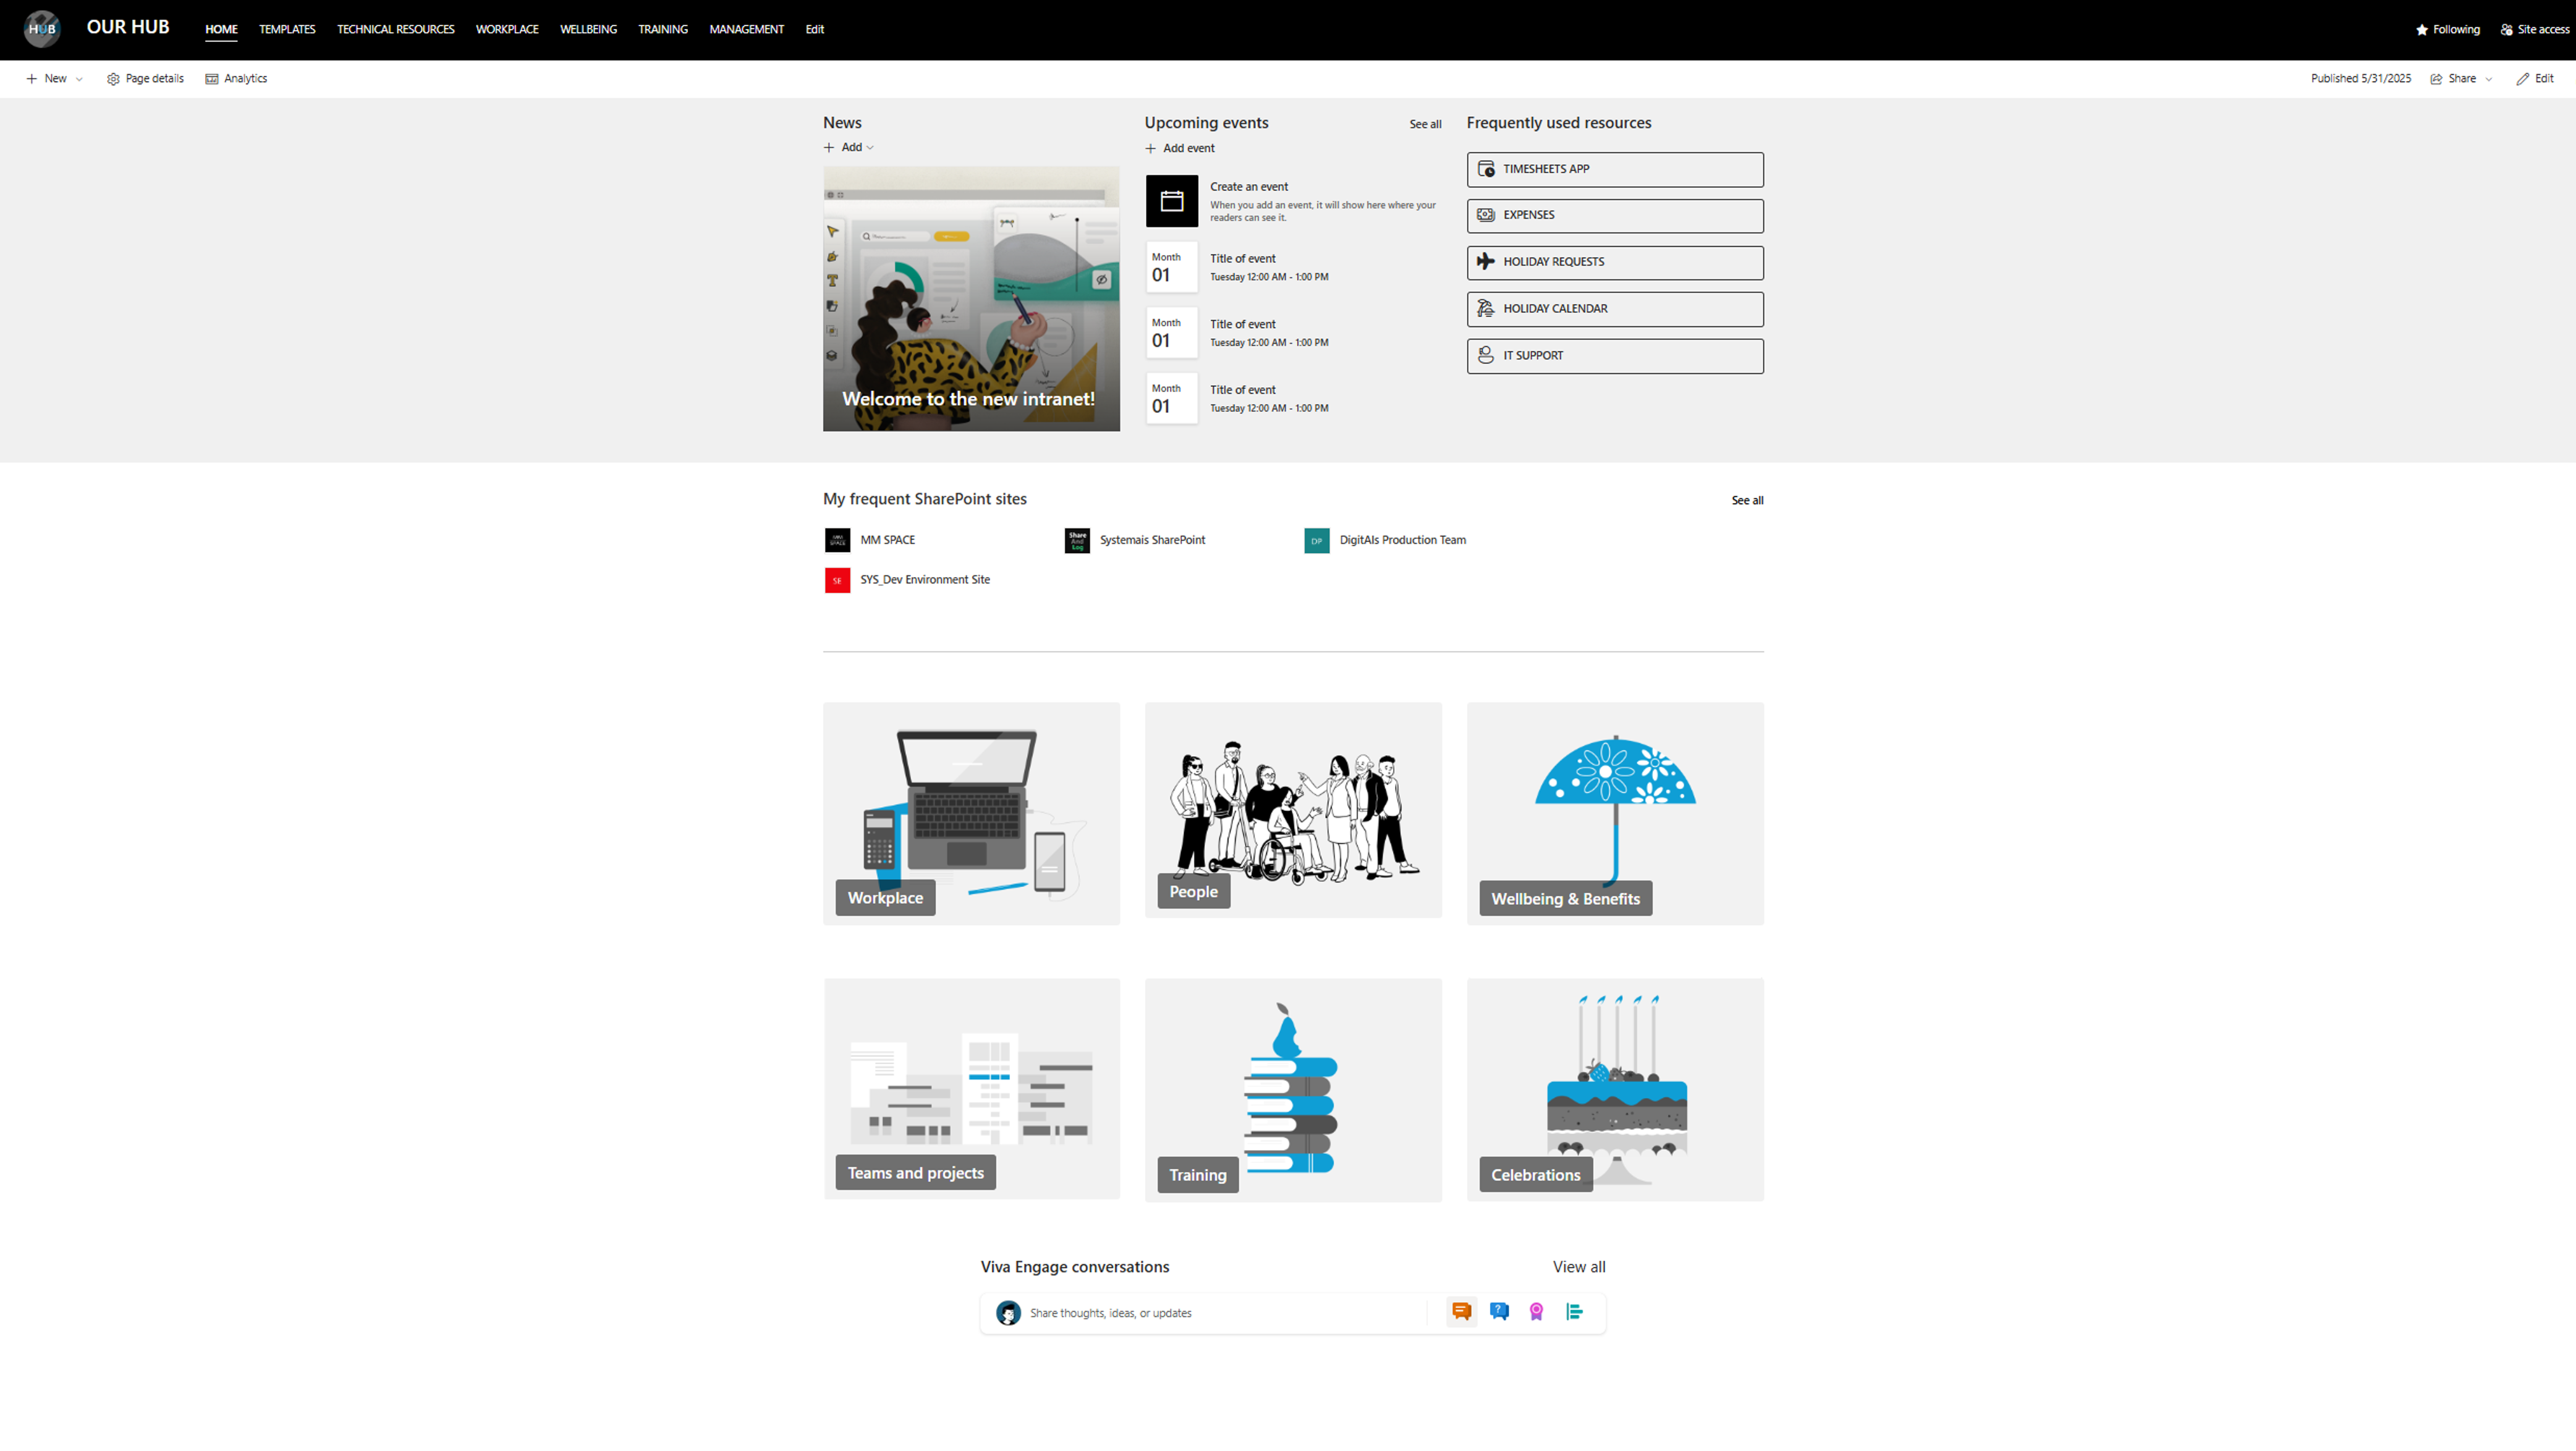 HUB
OUR HUB
HOME
TEMPLATES
TECHNICAL RESOURCES
WORKPLACE
WELLBEING
TRAINING
MANAGEMENT
Edit
Following
Site access
New
Page details
Analytics
Published 5/31/2025
Share
Edit
News
Add
Welcome to the new intranet!
Upcoming events
See all
Add event
Create an event
When you add an event, it will show here where your
readers can see it.
Month
01
Title of event
Tuesday 12:00 AM - 1:00 PM
Month
01
Title of event
Tuesday 12:00 AM - 1:00 PM
Month
01
Title of event
Tuesday 12:00 AM - 1:00 PM
Frequently used resources
TIMESHEETS APP
EXPENSES
HOLIDAY REQUESTS
HOLIDAY CALENDAR
IT SUPPORT
My frequent SharePoint sites
See all
MM
SPACE
MM SPACE
Share
And
Log
Systemais SharePoint
DP
DigitAIs Production Team
SE
SYS_Dev Environment Site
Workplace
People
Wellbeing & Benefits
Teams and projects
Training
Celebrations
Viva Engage conversations
View all
Share thoughts, ideas, or updates